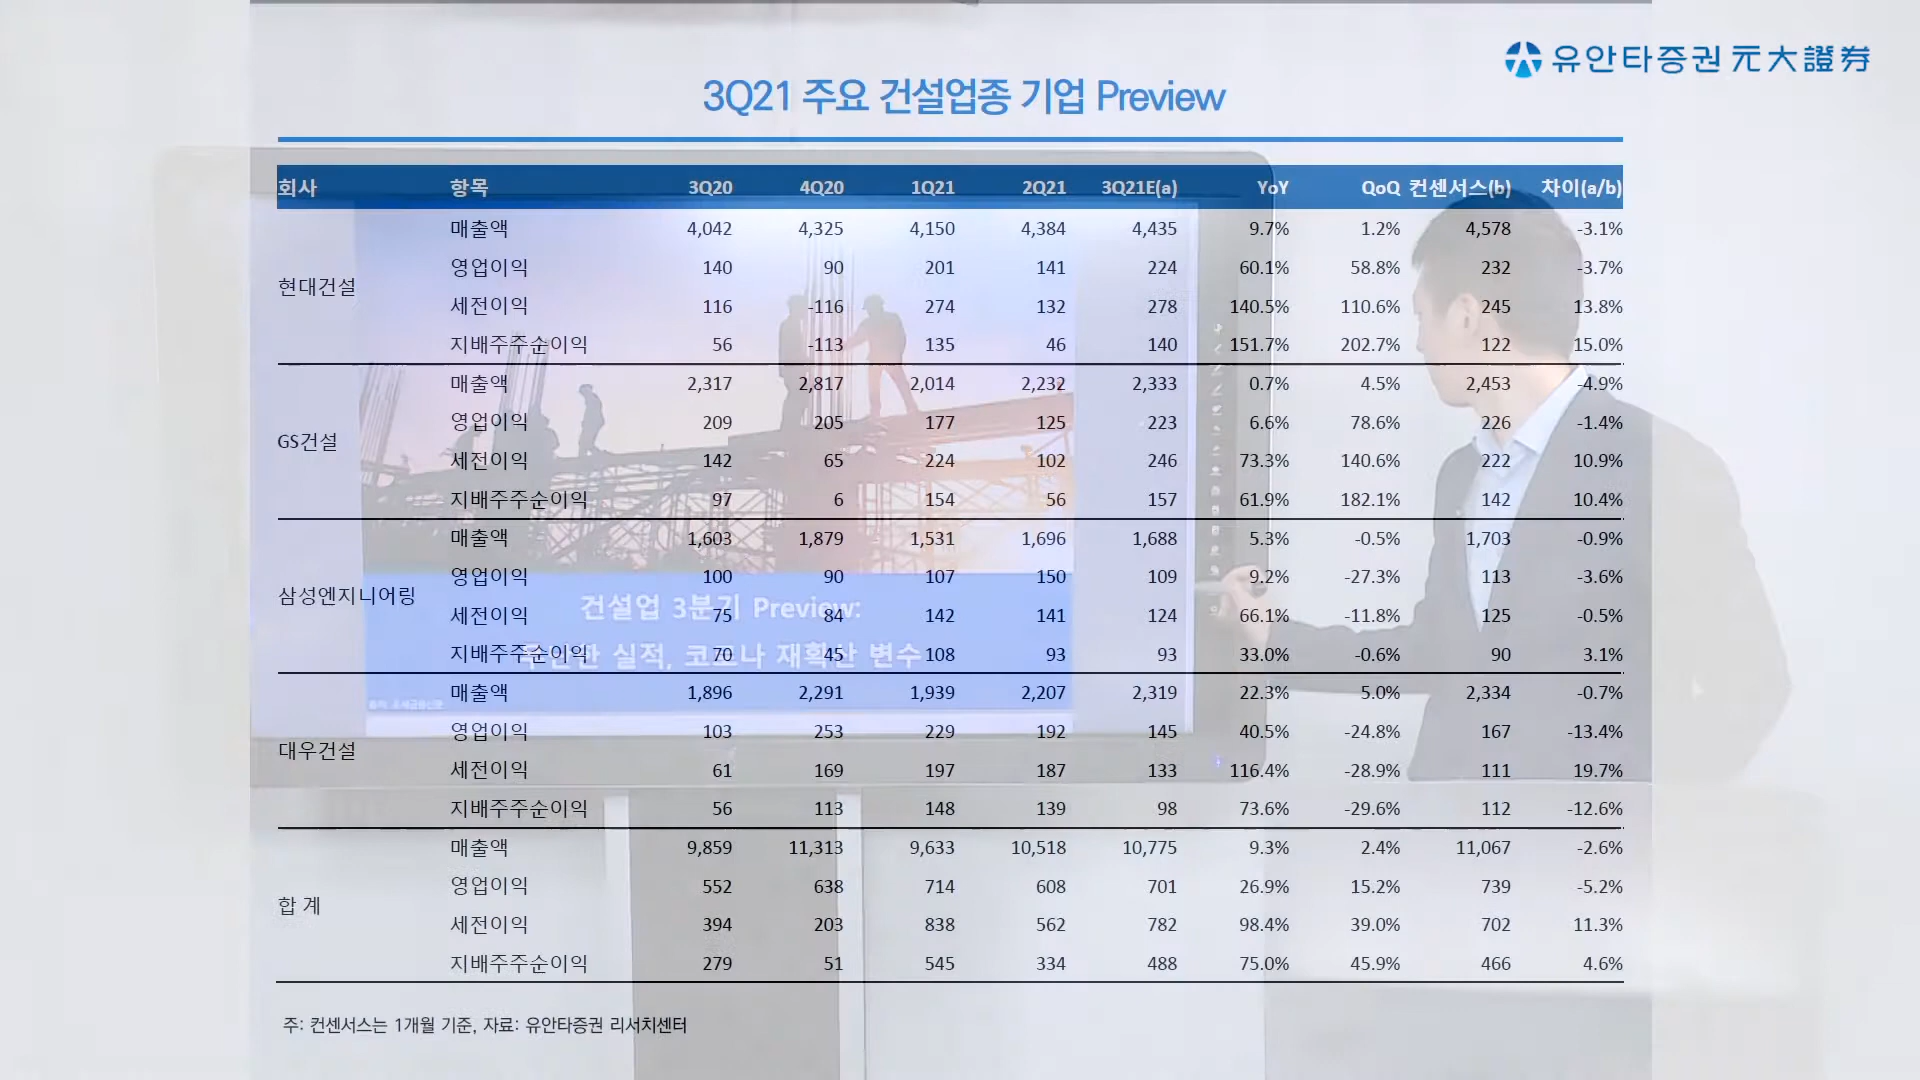 유안타증권 元大證券
3Q21 주요 건설업종 기업 Preview
회사 항목 3Q20 4Q20 1Q21 2Q21 3Q21E(a) YoY QoQ 컨센서스(b) 차이(a/b)
매출액 4,042 4,325 4,150 4,384 4,435 9.7% 1.2% 4,578 -3.1%
영업이익 140 90 201 141 224 60.1% 58.8% 232 -3.7%
현대건설
세전이익 116 -116 274 132 278 140.5% 110.6% 245 13.8%
지배주주순이익 56 -113 135 46 140 151.7% 202.7% 122 15.0%
매출액 2,317 2,817 2,014 2,232 2,333 0.7% 4.5% 2,453 -4.9%
영업이익 209 205 177 125 223 6.6% 78.6% 226 -1.4%
GS건설
세전이익 142 65 224 102 246 73.3% 140.6% 222 10.9%
지배주주순이익 97 6 154 56 157 61.9% 182.1% 142 10.4%
매출액 1,603 1,879 1,531 1,696 1,688 5.3% -0.5% 1,703 -0.9%
영업이익 100 90 107 150 109 9.2% -27.3% 113 -3.6%
삼성엔지니어링
세전이익 75 84 142 141 124 66.1% -11.8% 125 -0.5%
지배주주순이익 70 45 108 93 93 33.0% -0.6% 90 3.1%
매출액 1,896 2,291 1,939 2,207 2,319 22.3% 5.0% 2,334 -0.7%
영업이익 103 253 229 192 145 40.5% -24.8% 167 -13.4%
대우건설
세전이익 61 169 197 187 133 116.4% -28.9% 111 19.7%
지배주주순이익 56 113 148 139 98 73.6% -29.6% 112 -12.6%
매출액 9,859 11,313 9,633 10,518 10,775 9.3% 2.4% 11,067 -2.6%
영업이익 552 638 714 608 701 26.9% 15.2% 739 -5.2%
합 계
세전이익 394 203 838 562 782 98.4% 39.0% 702 11.3%
지배주주순이익 279 51 545 334 488 75.0% 45.9% 466 4.6%
주: 컨센서스는 1개월 기준, 자료: 유안타증권 리서치센터
건설업 3분기 Preview:
실적, 코로나 재확산 변수